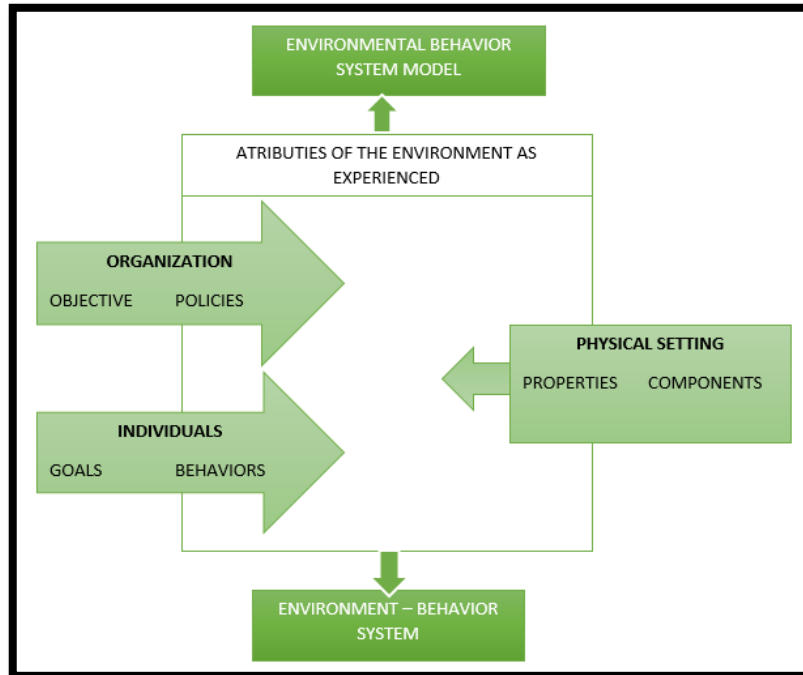 ENVIRONMENTAL BEHAVIOR
SYSTEM MODEL
ATRIBUTIES OF THE ENVIRONMENT AS
EXPERIENCED
ORGANIZATION
OBJECTIVE POLICIES
PHYSICAL SETTING
PROPERTIES COMPONENTS
INDIVIDUALS
GOALS BEHAVIORS
ENVIRONMENT – BEHAVIOR
SYSTEM